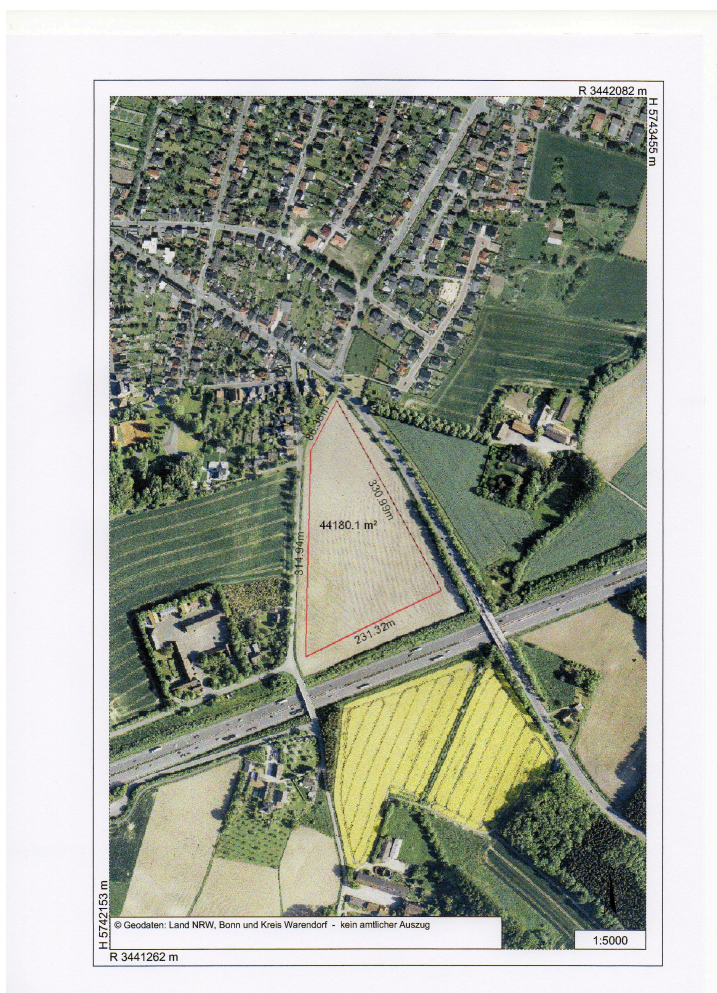 R 3442082 m
H 5743455 m
330.99m
44180.1 m²
314.94m
231.32m
H 5742153 m
© Geodaten: Land NRW, Bonn und Kreis Warendorf - kein amtlicher Auszug
1:5000
R 3441262 m